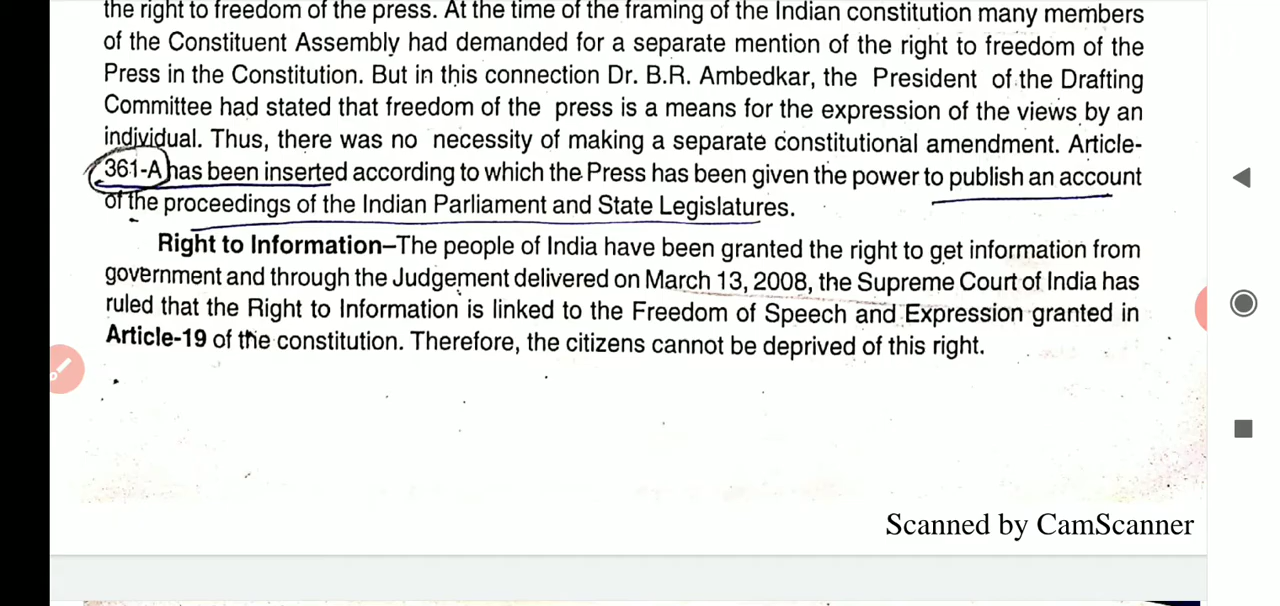 the right to freedom of the press. At the time of the framing of the Indian constitution many members
of the Constituent Assembly had demanded for a separate mention of the right to freedom of the
Press in the Constitution. But in this connection Dr. B.R. Ambedkar, the President of the Drafting
Committee had stated that freedom of the press is a means for the expression of the views by an
individual. Thus, there was no necessity of making a separate constitutional amendment. Article-
361-A has been inserted according to which the Press has been given the power to publish an account
of the proceedings of the Indian Parliament and State Legislatures.
Right to Information–The people of India have been granted the right to get information from
government and through the Judgement delivered on March 13, 2008, the Supreme Court of India has
ruled that the Right to Information is linked to the Freedom of Speech and Expression granted in
Article-19 of the constitution. Therefore, the citizens cannot be deprived of this right.
Scanned by CamScanner